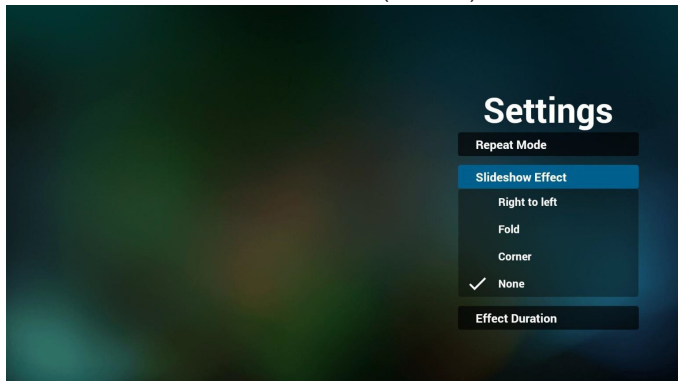 Settings
Repeat Mode
Slideshow Effect
Right to left
Fold
Corner
None
Effect Duration